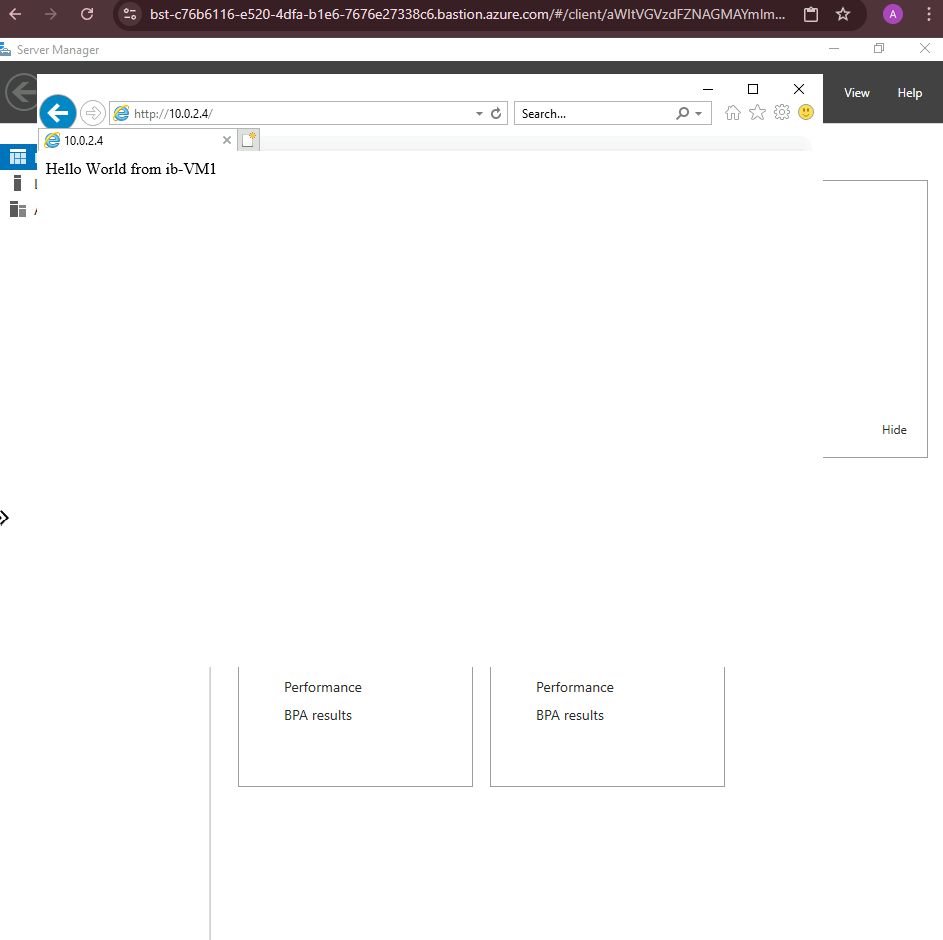 bst-c76b6116-e520-4dfa-b1e6-7676e27338c6.bastion.azure.com/#/client/aWltVGVzdFZNAGMAYmlm...
A
Server Manager
View
Help
http://10.0.2.4/
Search...
10.0.2.4
Hello World from ib-VM1
Hide
Performance
Performance
BPA results
BPA results